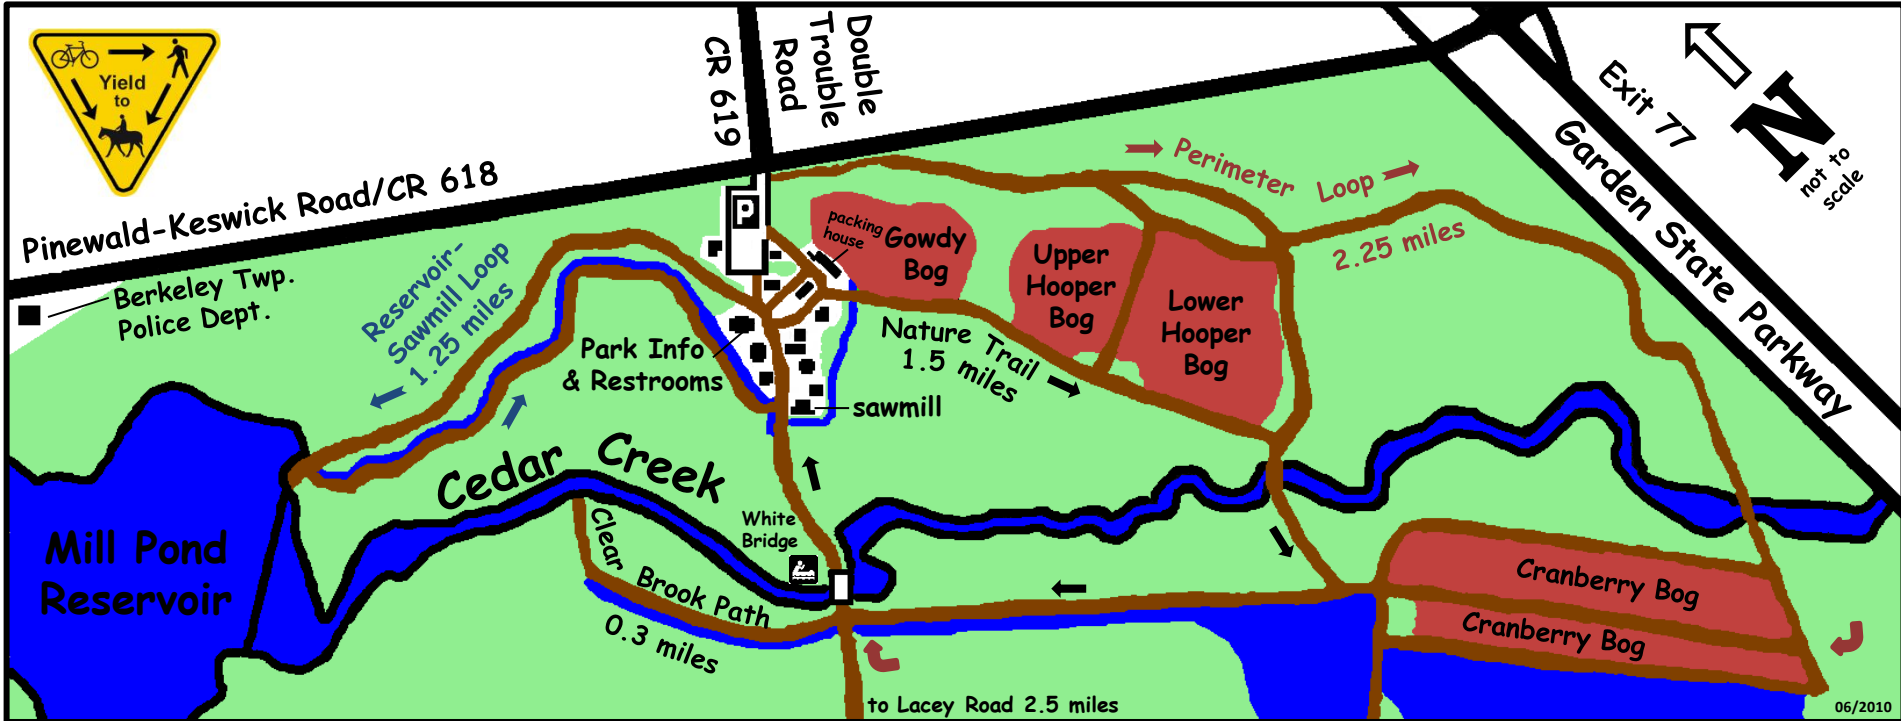 Yield
to
CR 619
Double
Trouble
Road
Exit 77
N
not to
scale
Garden State Parkway
Pinewald-Keswick Road/CR 618
P
Perimeter Loop
2.25 miles
Berkeley Twp.
Police Dept.
Reservoir-
Sawmill Loop
1.25 miles
packing
house
Gowdy
Bog
Upper
Hooper
Bog
Lower
Hooper
Bog
Park Info
& Restrooms
Nature Trail
1.5 miles
sawmill
Cedar Creek
White
Bridge
Clear Brook Path
0.3 miles
Mill Pond
Reservoir
Cranberry Bog
Cranberry Bog
to Lacey Road 2.5 miles
06/2010